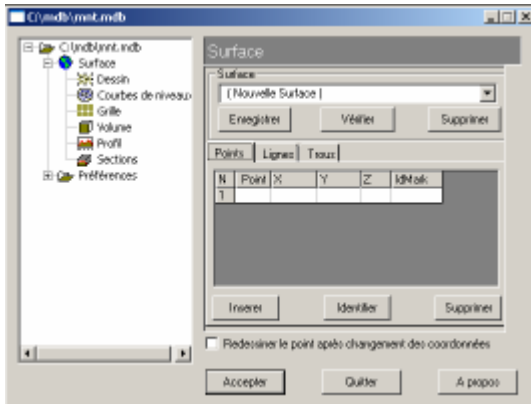 C:\mdb\mnt.mdb
C:\mdb\mnt.mdb
Surface
Dessin
Courbes de niveaux
Grille
Volume
Profil
Sections
Préférences
Surface
Surface
(Nouvelle Surface)
Enregistrer Vérifier Supprimer
Points Lignes Trous
N Point X Y Z IdMark
1
Inserer Identifier Supprimer
Redessiner le point après changement des coordonnées
Accepter Quitter A propos